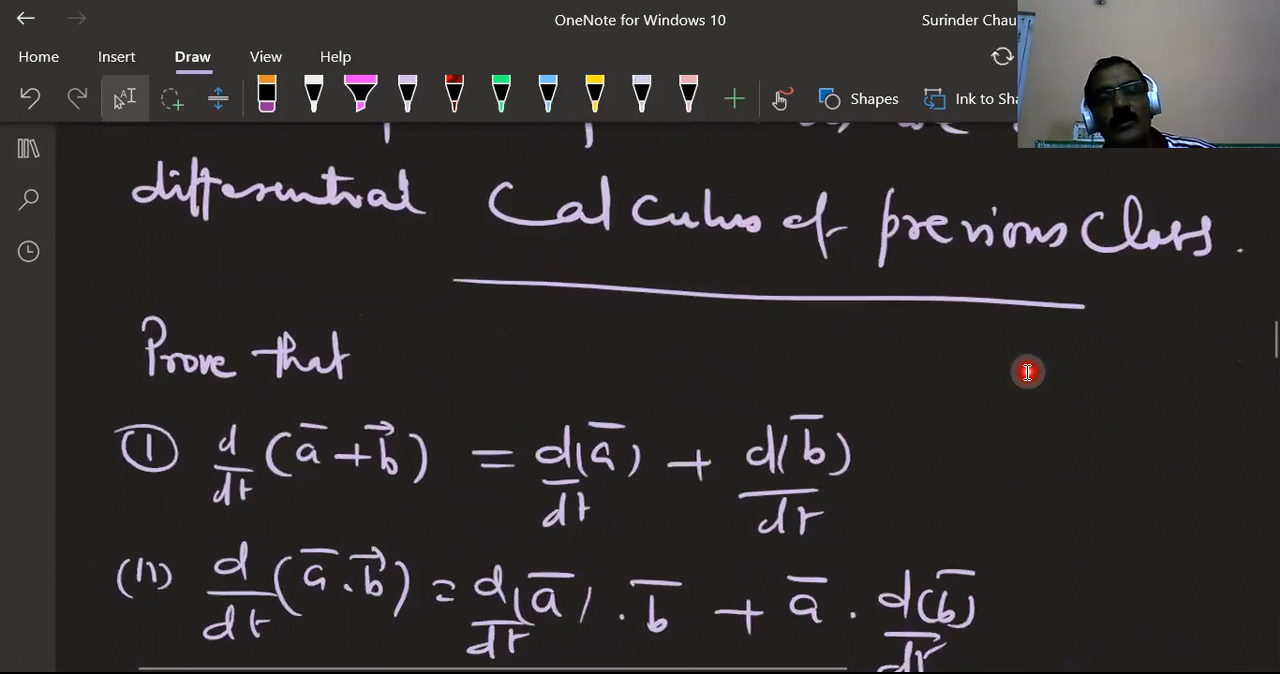 OneNote for Windows 10
Surinder Chau
Home Insert Draw View Help
Shapes Ink to Sha
differential Calculus of previous Class.
Prove that
① d/dt (a̅ + b⃗) = d(a̅)/dt + d(b̅)/dt
(ii) d/dt (a̅ . b⃗) = d(a̅)/dt . b̅ + a̅ . d(b̅)/dt